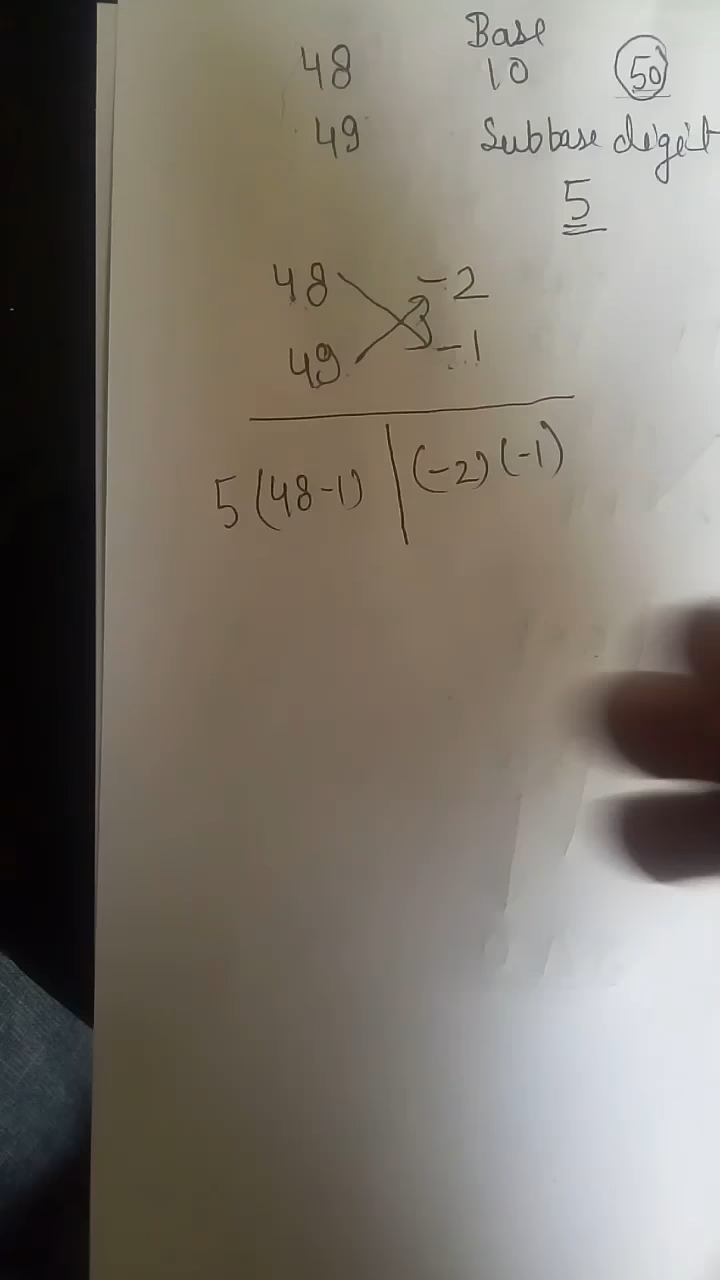 Base
48 10 50
49 Subbase digit
5
48 -2
49 -1
5(48-1) | (-2)(-1)